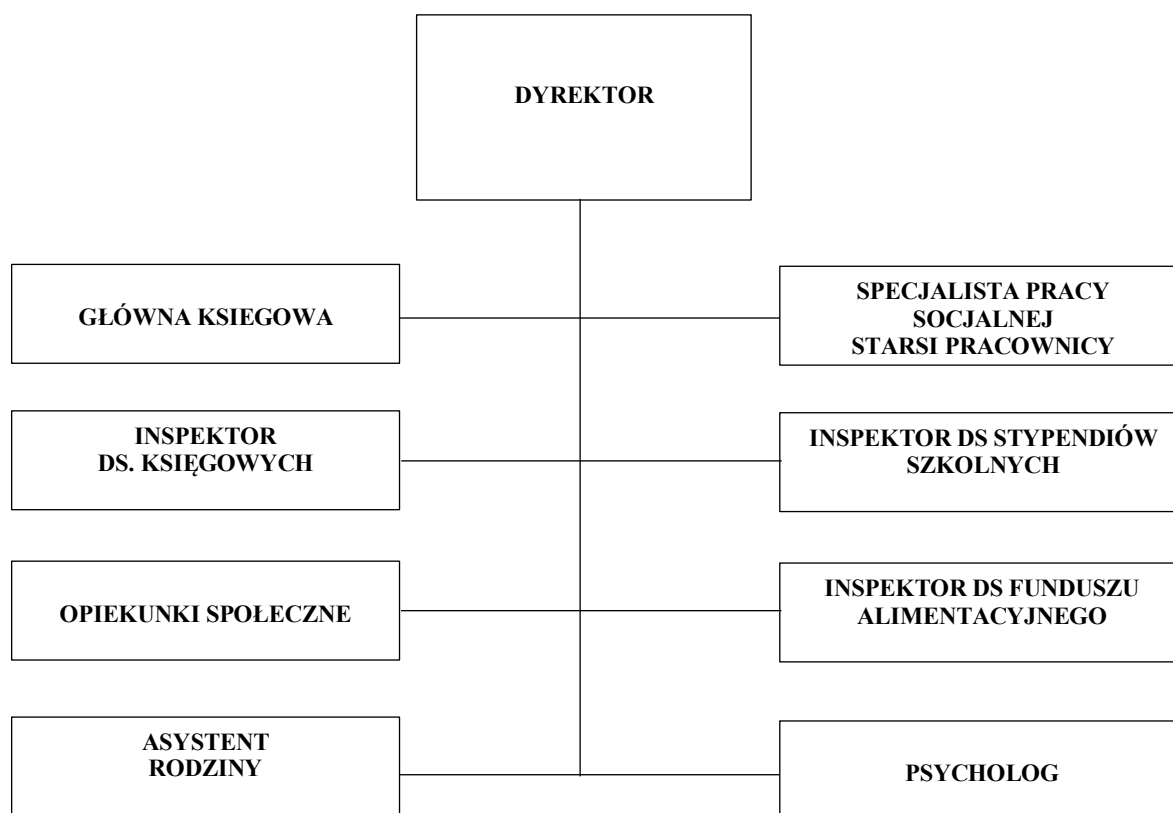 DYREKTOR
GŁÓWNA KSIEGOWA
SPECJALISTA PRACY
SOCJALNEJ
STARSI PRACOWNICY
INSPEKTOR
DS. KSIĘGOWYCH
INSPEKTOR DS STYPENDIÓW
SZKOLNYCH
OPIEKUNKI SPOŁECZNE
INSPEKTOR DS FUNDUSZU
ALIMENTACYJNEGO
ASYSTENT
RODZINY
PSYCHOLOG